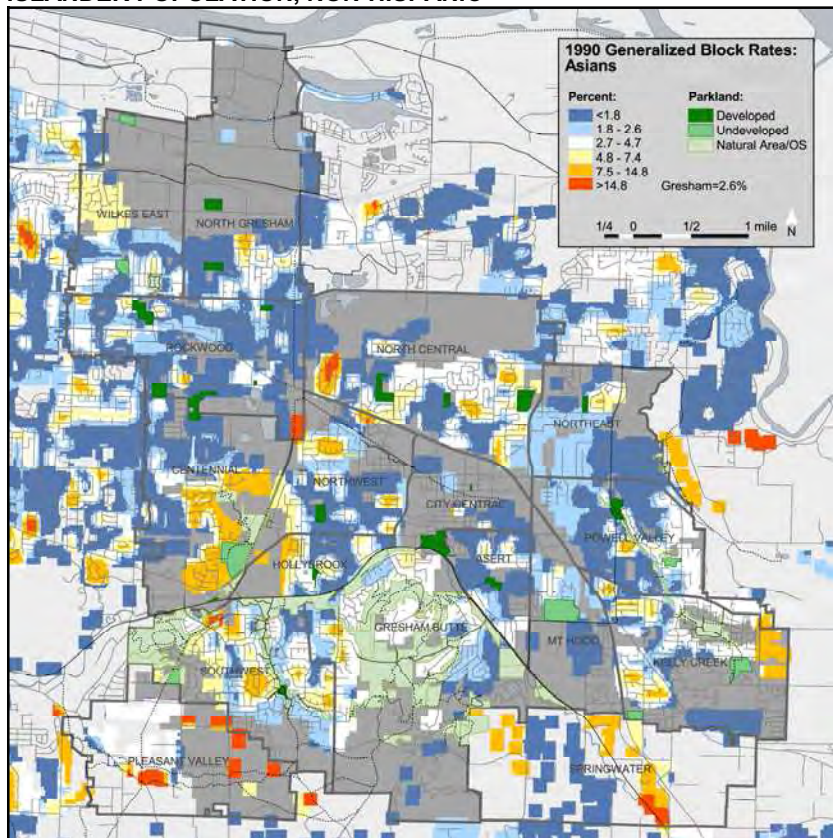 1990 Generalized Block Rates:
Asians
Percent:
<1.8
1.8 - 2.6
2.7 - 4.7
4.8 - 7.4
7.5 - 14.8
>14.8
Parkland:
Developed
Undeveloped
Natural Area/OS
Gresham=2.6%
1/4 0 1/2 1 mile
N
WILKES EAST
NORTH GRESHAM
ROCKWOOD
NORTH CENTRAL
NORTHEAST
CENTENNIAL
NORTHWEST
CITY CENTRAL
POWELL VALLEY
HOLLYBROOK
ASERT
GRESHAM BUTTE
MT HOOD
SOUTHWEST
KELLY CREEK
PLEASANT VALLEY
SPRINGWATER